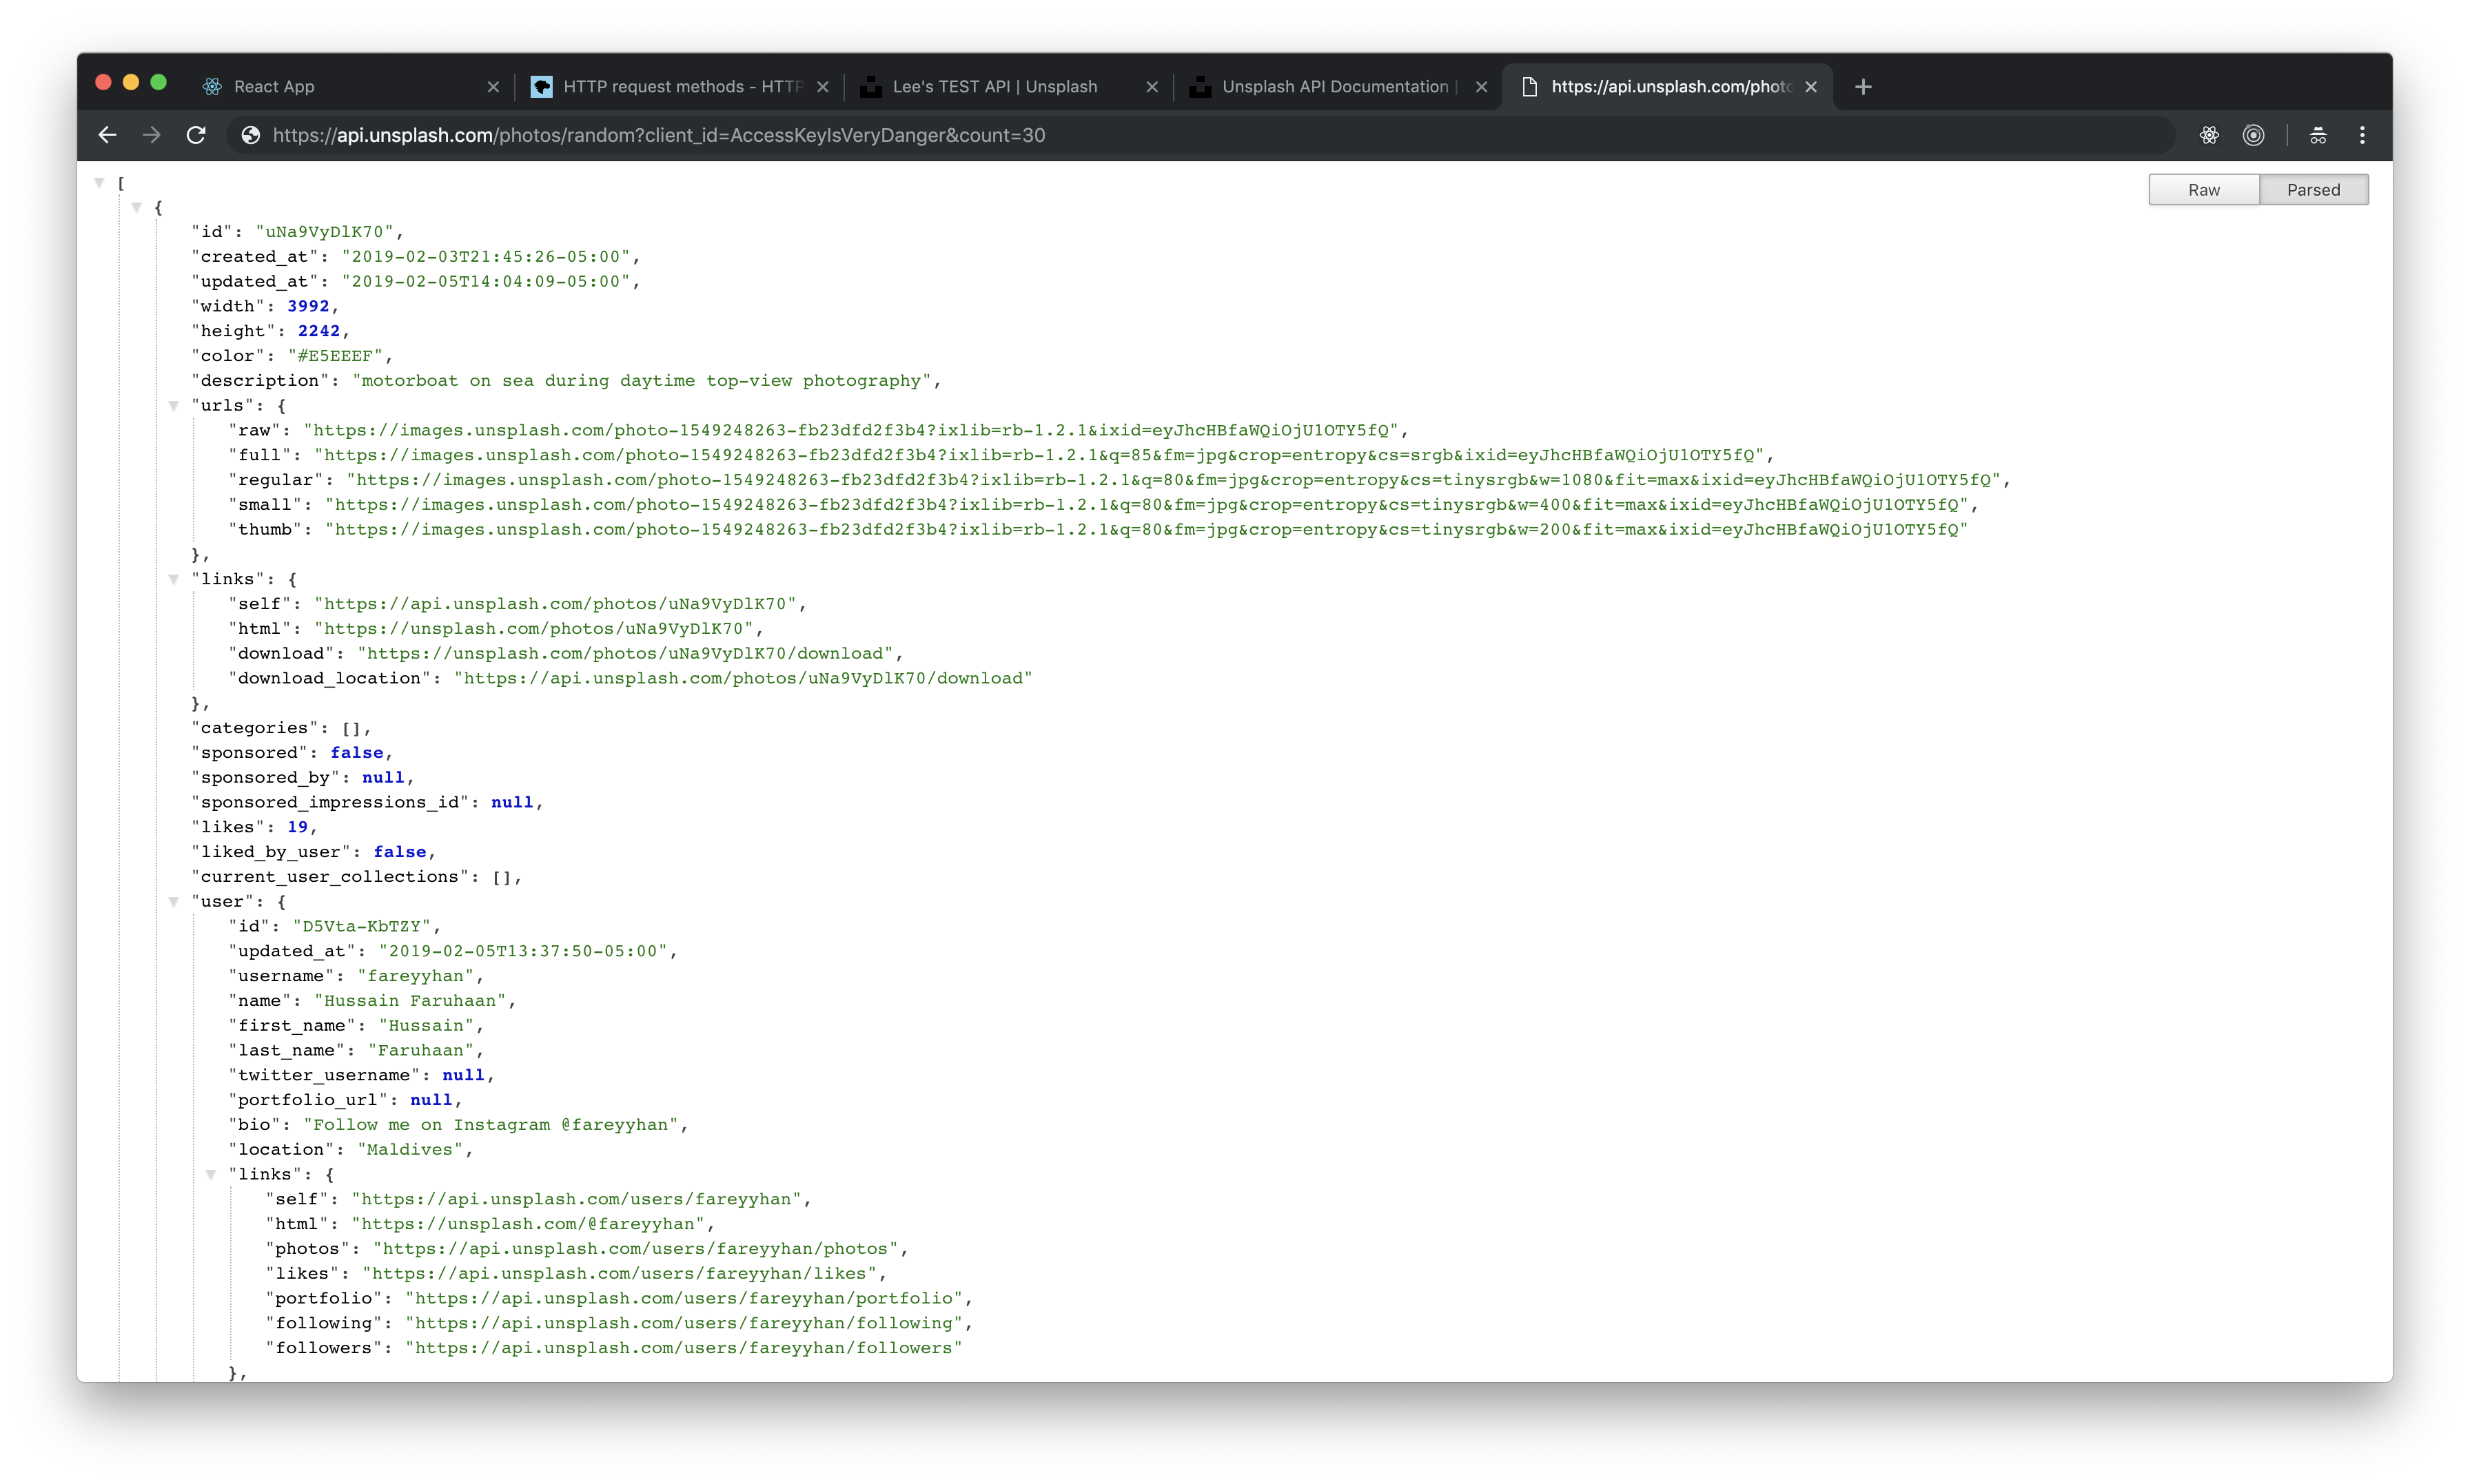 React App
HTTP request methods - HTTP
Lee's TEST API | Unsplash
Unsplash API Documentation |
https://api.unsplash.com/photo
https://api.unsplash.com/photos/random?client_id=AccessKeyIsVeryDanger&count=30
Raw
Parsed
[
{
"id": "uNa9VyDlK70",
"created_at": "2019-02-03T21:45:26-05:00",
"updated_at": "2019-02-05T14:04:09-05:00",
"width": 3992,
"height": 2242,
"color": "#E5EEEF",
"description": "motorboat on sea during daytime top-view photography",
"urls": {
"raw": "https://images.unsplash.com/photo-1549248263-fb23dfd2f3b4?ixlib=rb-1.2.1&ixid=eyJhcHBfaWQiOjU1OTY5fQ",
"full": "https://images.unsplash.com/photo-1549248263-fb23dfd2f3b4?ixlib=rb-1.2.1&q=85&fm=jpg&crop=entropy&cs=srgb&ixid=eyJhcHBfaWQiOjU1OTY5fQ",
"regular": "https://images.unsplash.com/photo-1549248263-fb23dfd2f3b4?ixlib=rb-1.2.1&q=80&fm=jpg&crop=entropy&cs=tinysrgb&w=1080&fit=max&ixid=eyJhcHBfaWQiOjU1OTY5fQ",
"small": "https://images.unsplash.com/photo-1549248263-fb23dfd2f3b4?ixlib=rb-1.2.1&q=80&fm=jpg&crop=entropy&cs=tinysrgb&w=400&fit=max&ixid=eyJhcHBfaWQiOjU1OTY5fQ",
"thumb": "https://images.unsplash.com/photo-1549248263-fb23dfd2f3b4?ixlib=rb-1.2.1&q=80&fm=jpg&crop=entropy&cs=tinysrgb&w=200&fit=max&ixid=eyJhcHBfaWQiOjU1OTY5fQ"
},
"links": {
"self": "https://api.unsplash.com/photos/uNa9VyDlK70",
"html": "https://unsplash.com/photos/uNa9VyDlK70",
"download": "https://unsplash.com/photos/uNa9VyDlK70/download",
"download_location": "https://api.unsplash.com/photos/uNa9VyDlK70/download"
},
"categories": [],
"sponsored": false,
"sponsored_by": null,
"sponsored_impressions_id": null,
"likes": 19,
"liked_by_user": false,
"current_user_collections": [],
"user": {
"id": "D5Vta-KbTZY",
"updated_at": "2019-02-05T13:37:50-05:00",
"username": "fareyyhan",
"name": "Hussain Faruhaan",
"first_name": "Hussain",
"last_name": "Faruhaan",
"twitter_username": null,
"portfolio_url": null,
"bio": "Follow me on Instagram @fareyyhan",
"location": "Maldives",
"links": {
"self": "https://api.unsplash.com/users/fareyyhan",
"html": "https://unsplash.com/@fareyyhan",
"photos": "https://api.unsplash.com/users/fareyyhan/photos",
"likes": "https://api.unsplash.com/users/fareyyhan/likes",
"portfolio": "https://api.unsplash.com/users/fareyyhan/portfolio",
"following": "https://api.unsplash.com/users/fareyyhan/following",
"followers": "https://api.unsplash.com/users/fareyyhan/followers"
},